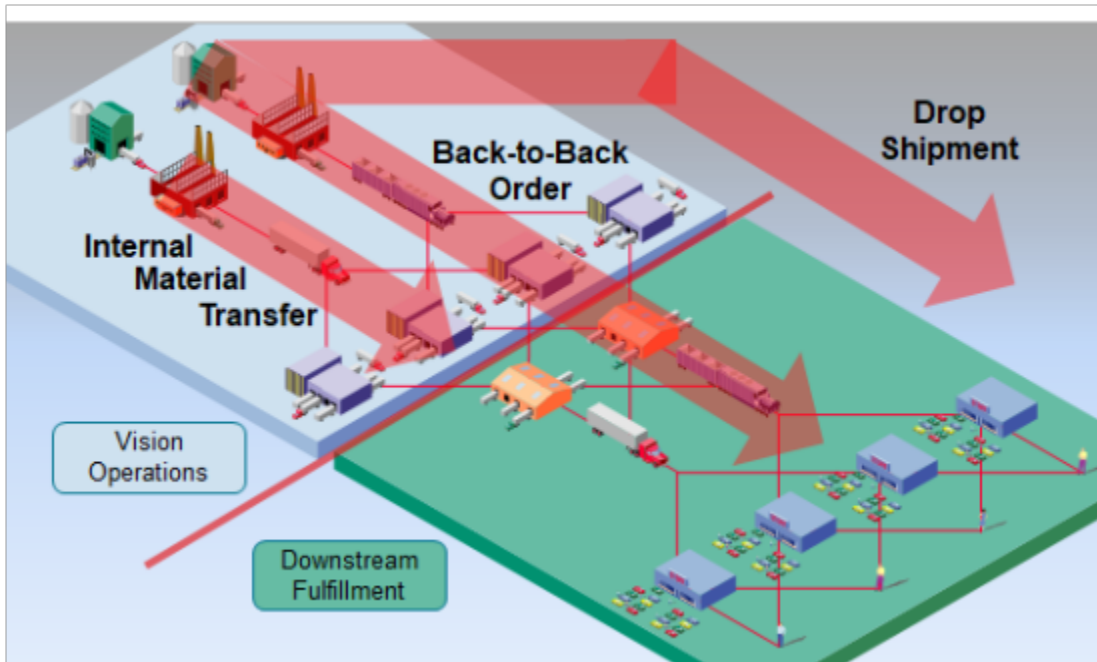 Drop
Shipment
Back-to-Back
Order
Internal
Material
Transfer
Vision
Operations
Downstream
Fulfillment